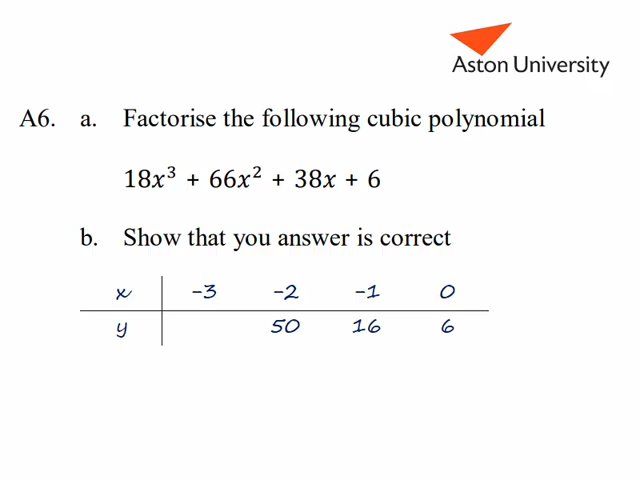 Aston University
A6. a. Factorise the following cubic polynomial
18x³ + 66x² + 38x + 6
b. Show that you answer is correct
x -3 -2 -1 0
y 50 16 6